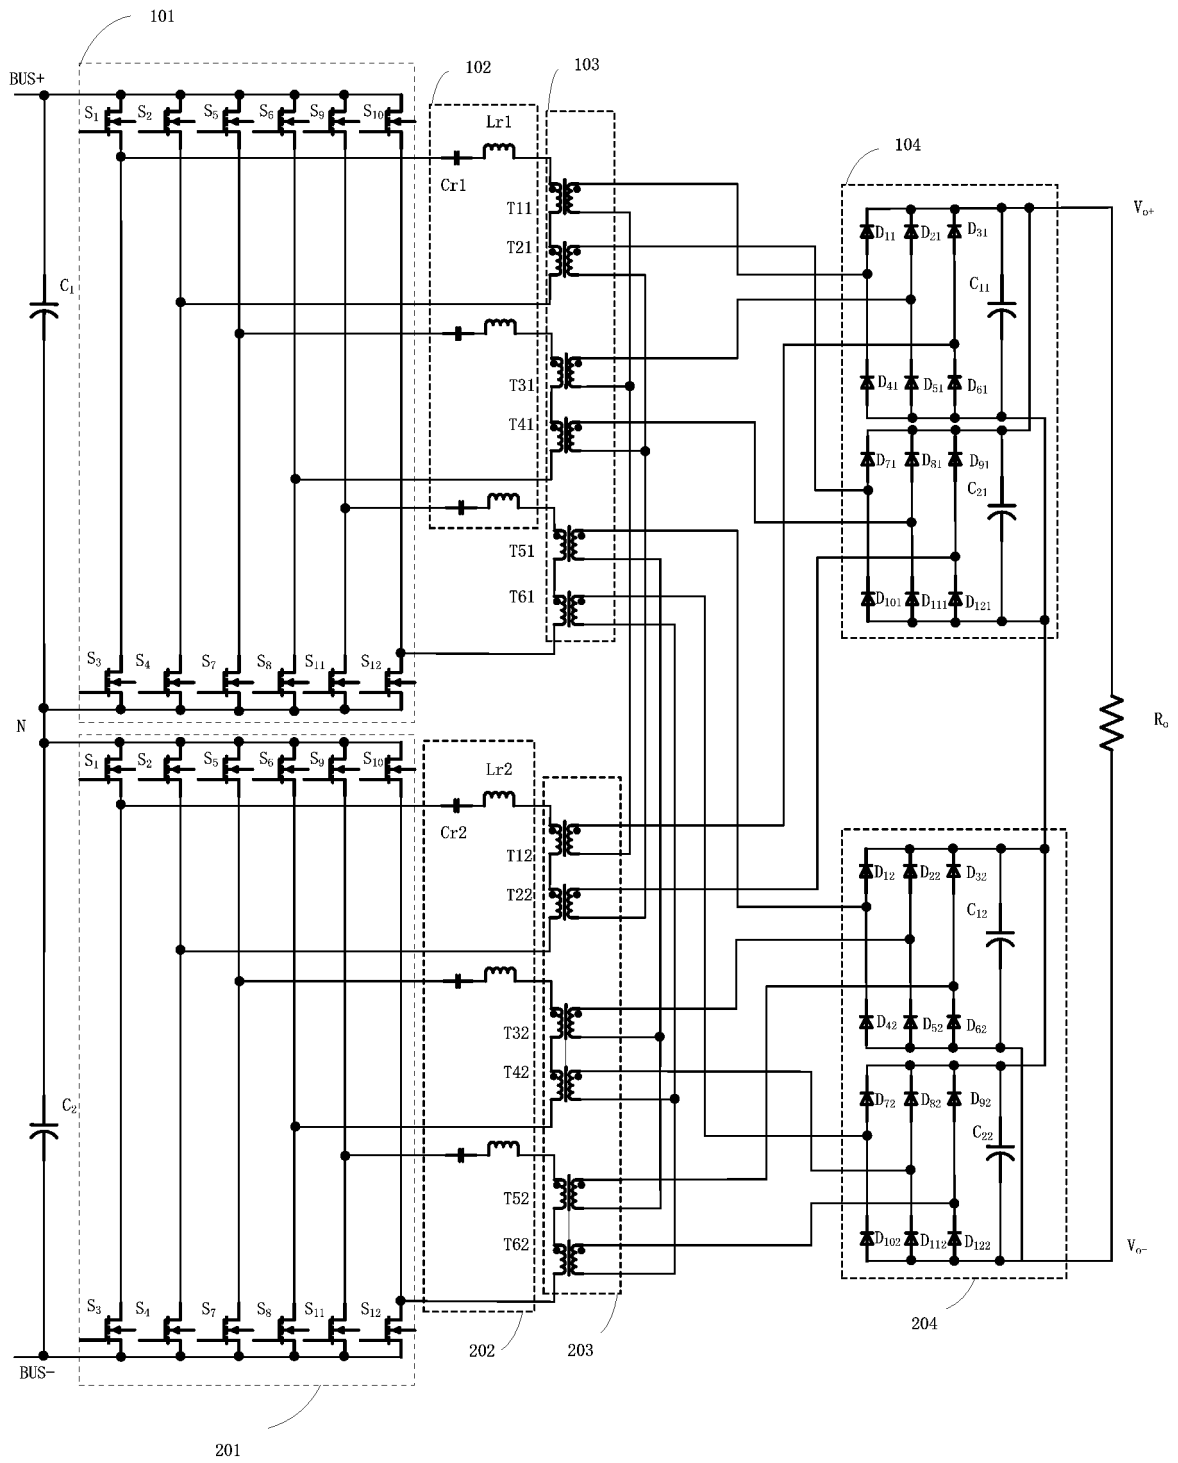 101
BUS+
102
103
S₁ S₂ S₅ S₆ S₉ S₁₀
Lr1
104
Cr1
T11
Vₒ₊
D₁₁ D₂₁ D₃₁
T21
C₁
C₁₁
T31
D₄₁ D₅₁ D₆₁
T41
D₇₁ D₈₁ D₉₁
C₂₁
T51
T61
D₁₀₁ D₁₁₁ D₁₂₁
S₃ S₄ S₇ S₈ S₁₁ S₁₂
N
Rₒ
S₁ S₂ S₅ S₆ S₉ S₁₀
Lr2
Cr2
T12
D₁₂ D₂₂ D₃₂
T22
C₁₂
D₄₂ D₅₂ D₆₂
T32
T42
D₇₂ D₈₂ D₉₂
C₂
C₂₂
T52
T62
D₁₀₂ D₁₁₂ D₁₂₂
Vₒ₋
S₃ S₄ S₇ S₈ S₁₁ S₁₂
204
202
203
BUS-
201